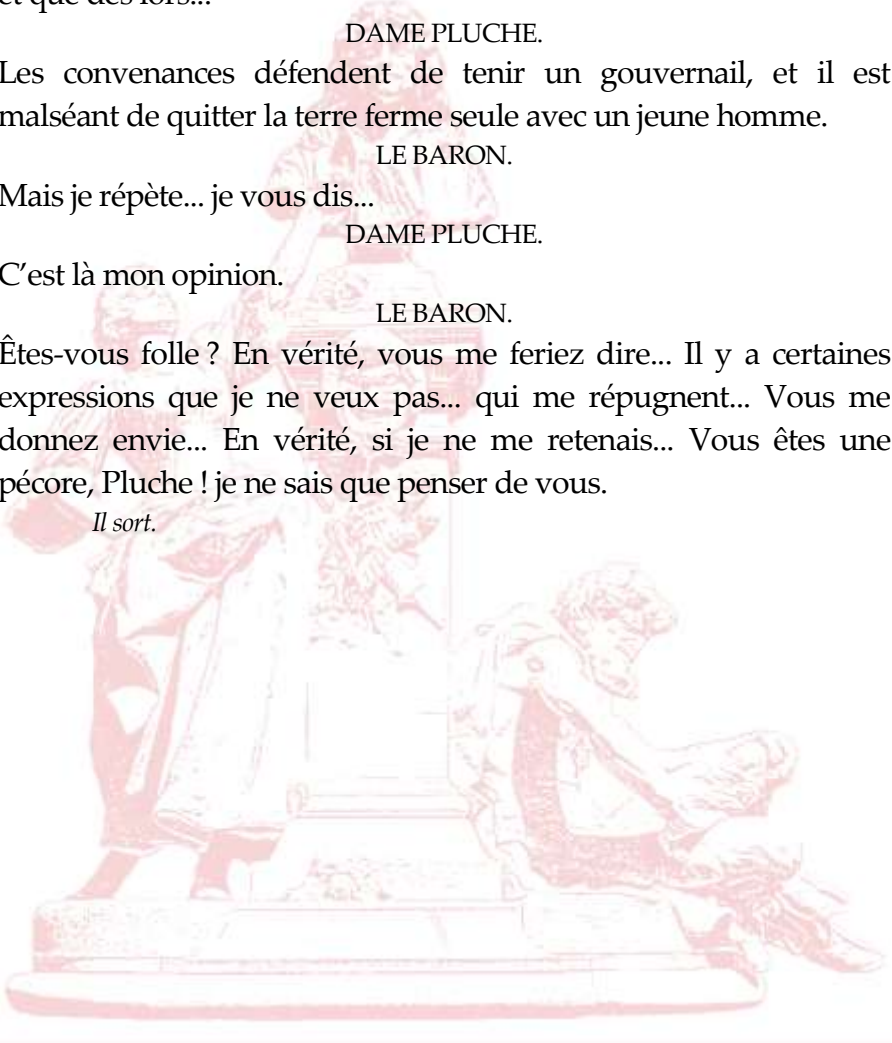 et que dès lors...
DAME PLUCHE.
Les convenances défendent de tenir un gouvernail, et il est
malséant de quitter la terre ferme seule avec un jeune homme.
LE BARON.
Mais je répète... je vous dis...
DAME PLUCHE.
C’est là mon opinion.
LE BARON.
Êtes-vous folle ? En vérité, vous me feriez dire... Il y a certaines
expressions que je ne veux pas... qui me répugnent... Vous me
donnez envie... En vérité, si je ne me retenais... Vous êtes une
pécore, Pluche ! je ne sais que penser de vous.
Il sort.